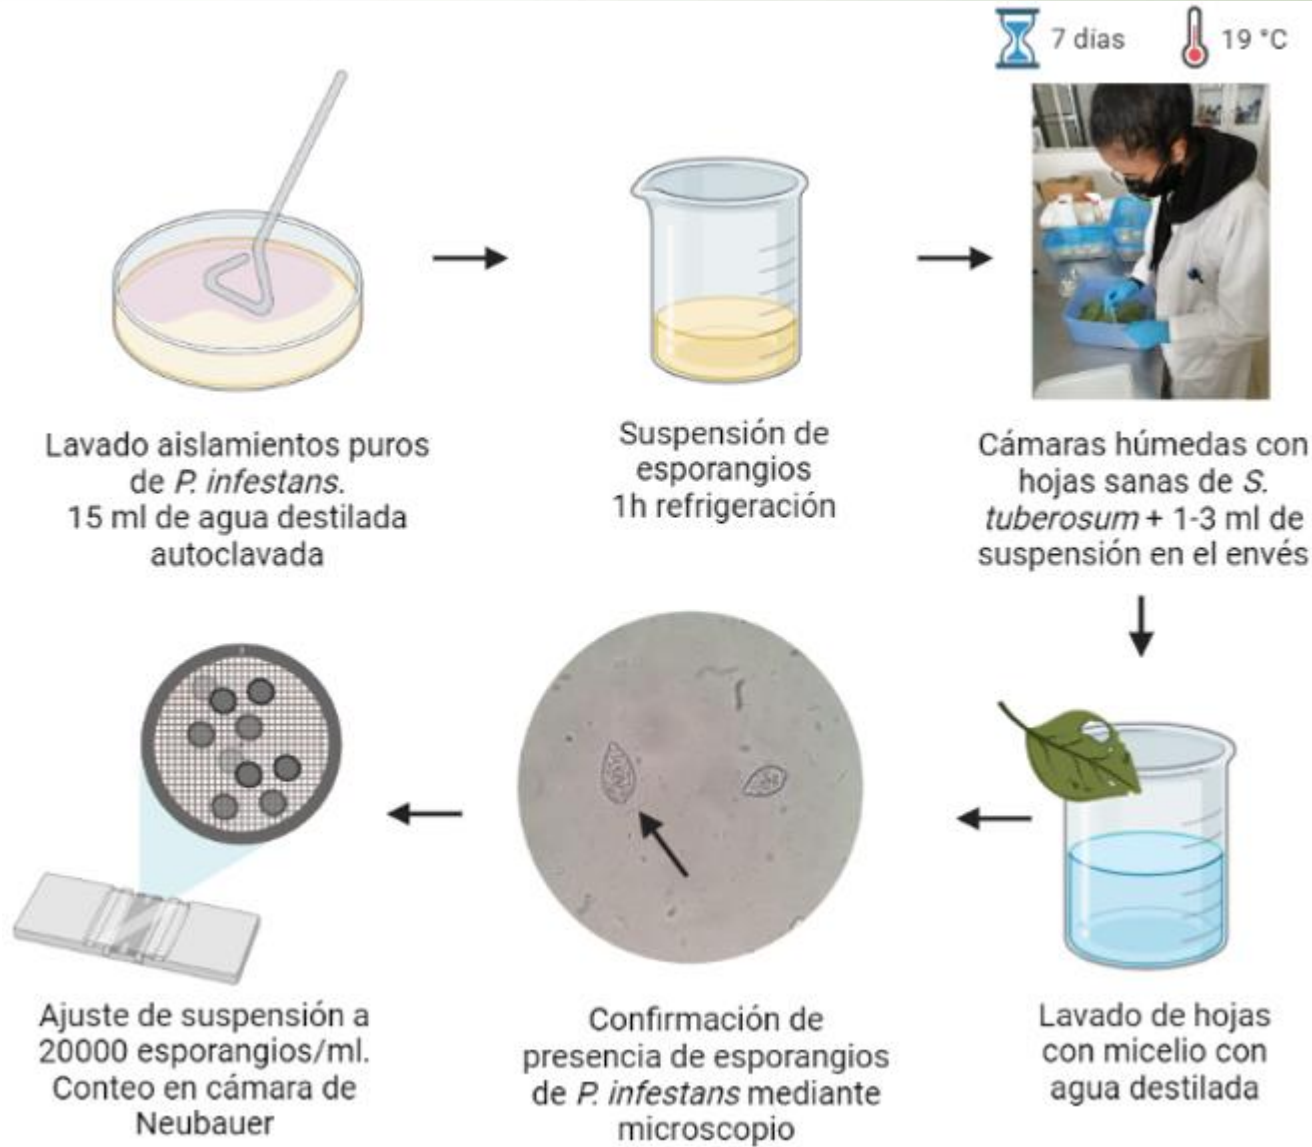 7 días
19 °C
Lavado aislamientos puros
de P. infestans.
15 ml de agua destilada
autoclavada
Suspensión de
esporangios
1h refrigeración
Cámaras húmedas con
hojas sanas de S.
tuberosum + 1-3 ml de
suspensión en el envés
Lavado de hojas
con micelio con
agua destilada
Confirmación de
presencia de esporangios
de P. infestans mediante
microscopio
Ajuste de suspensión a
20000 esporangios/ml.
Conteo en cámara de
Neubauer